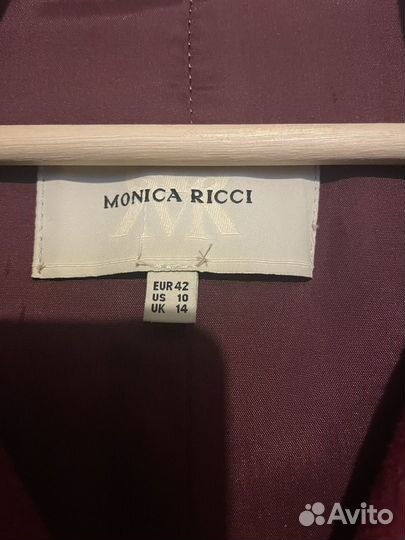 MONICA RICCI
EUR 42
US 10
UK 14
Avito